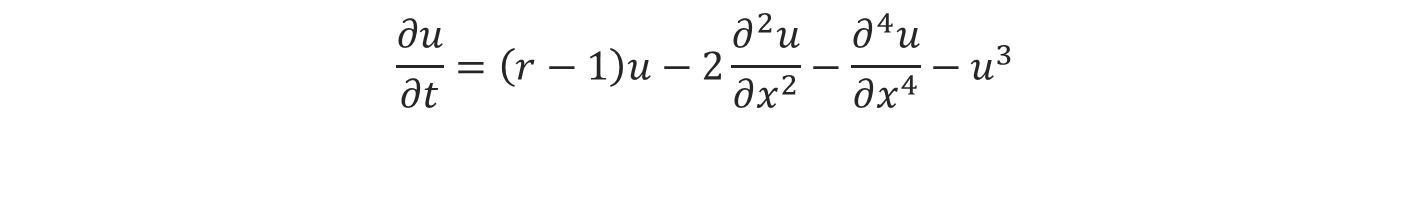 ∂u/∂t = (r − 1)u − 2 ∂²u/∂x² − ∂⁴u/∂x⁴ − u³